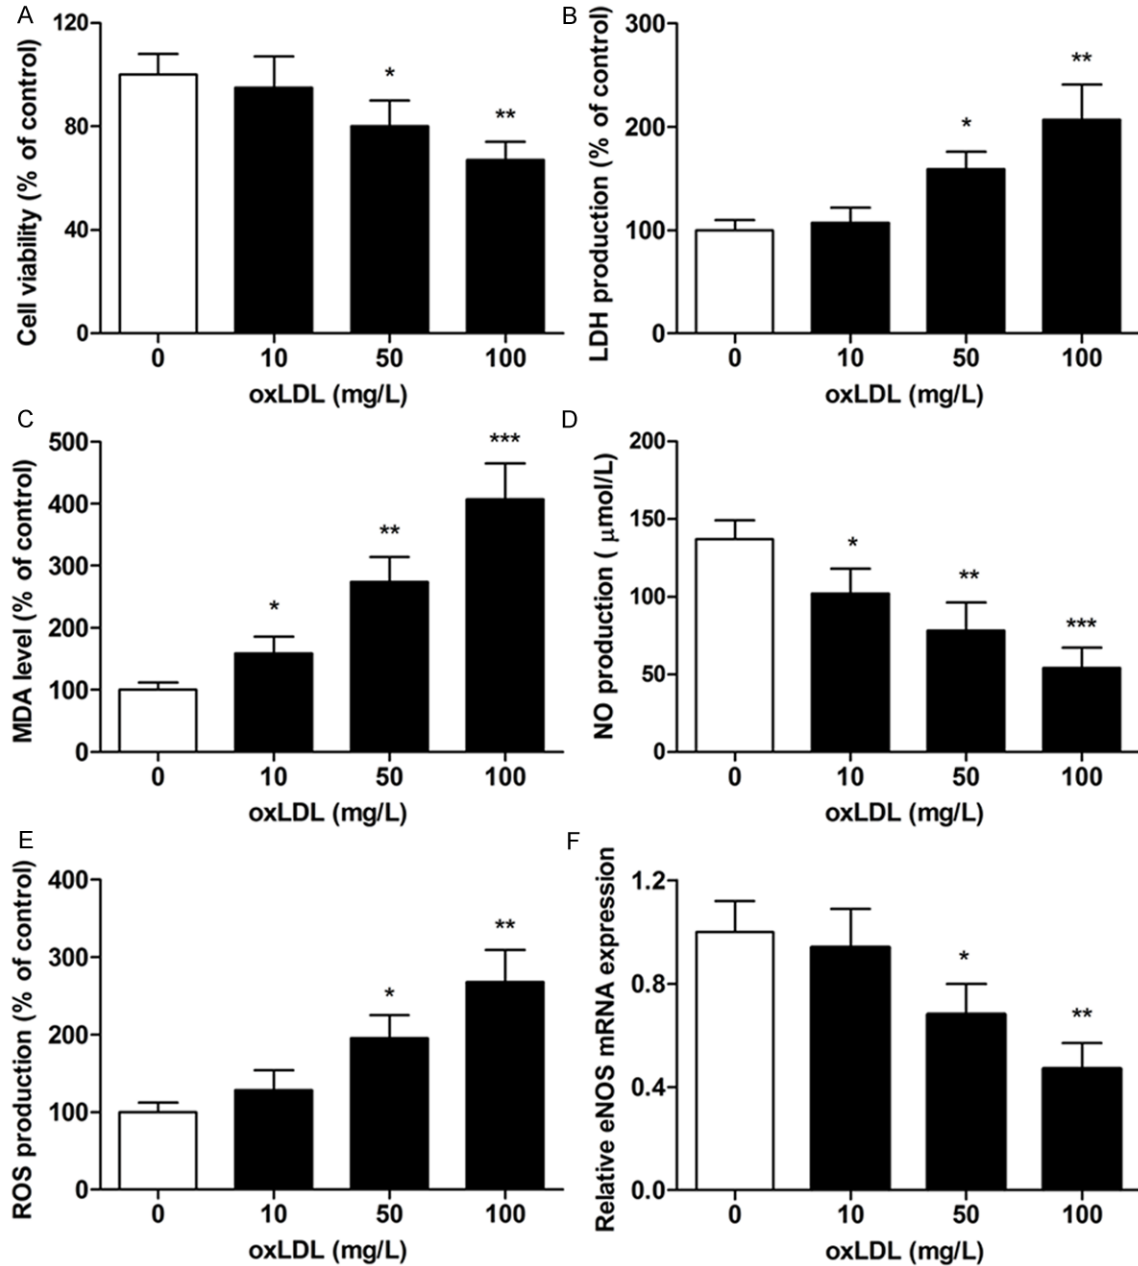 A
Cell viability (% of control)
120
80
40
0
*
**
0 10 50 100
oxLDL (mg/L)
B
LDH production (% of control)
300
200
100
0
*
**
0 10 50 100
oxLDL (mg/L)
C
MDA level (% of control)
500
400
300
200
100
0
*
**
***
0 10 50 100
oxLDL (mg/L)
D
NO production ( μmol/L)
200
150
100
50
0
*
**
***
0 10 50 100
oxLDL (mg/L)
E
ROS production (% of control)
400
300
200
100
0
*
**
0 10 50 100
oxLDL (mg/L)
F
Relative eNOS mRNA expression
1.2
0.8
0.4
0.0
*
**
0 10 50 100
oxLDL (mg/L)